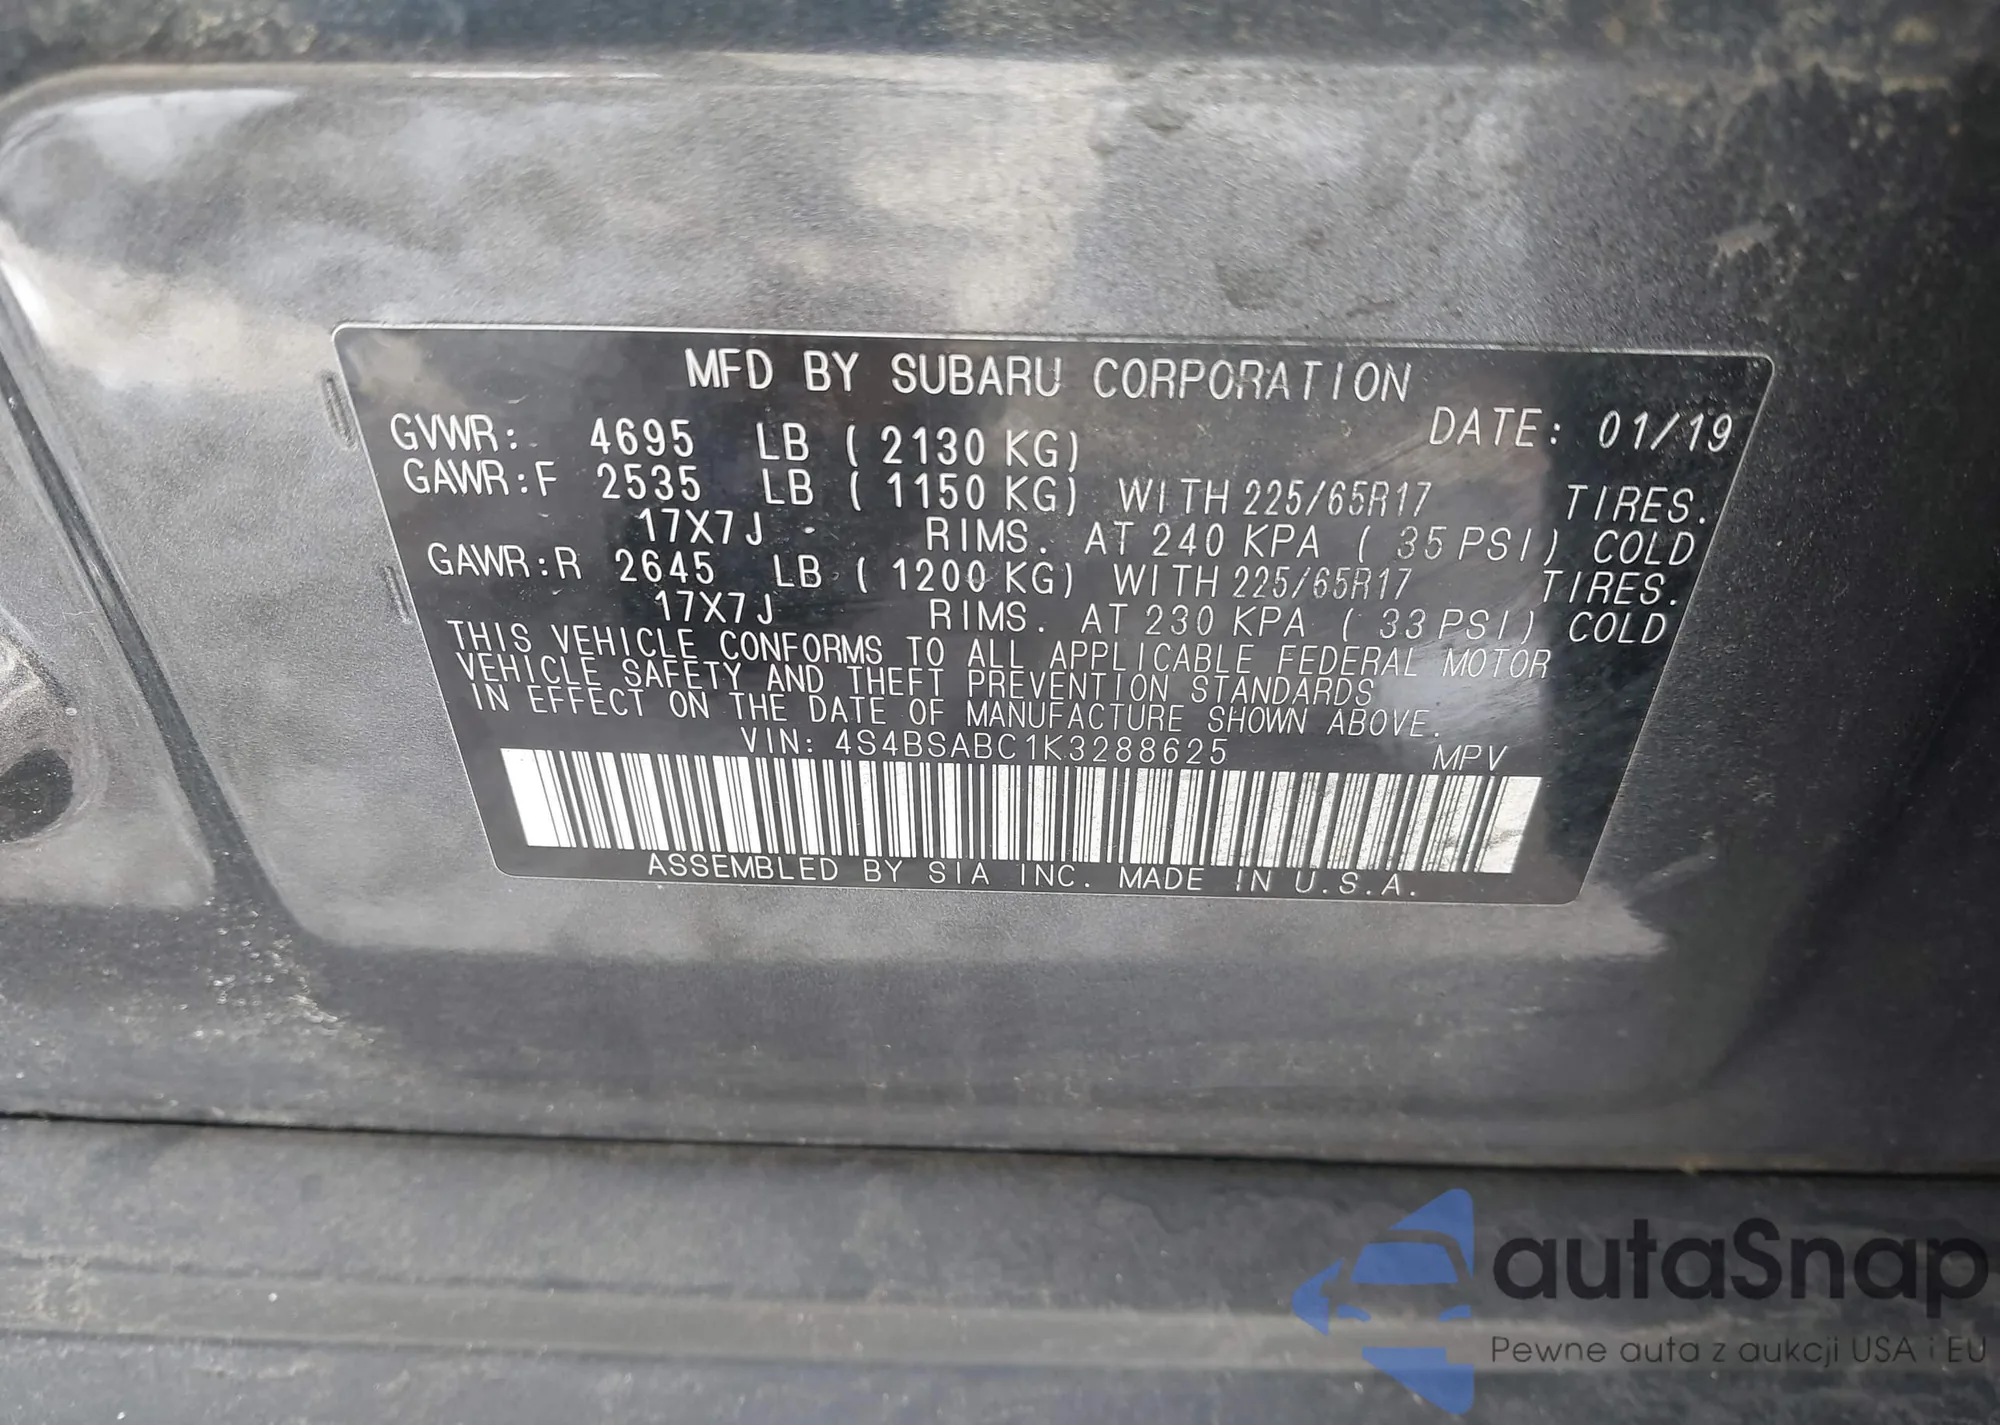 MFD BY SUBARU CORPORATION
GVWR: 4695 LB ( 2130 KG) DATE: 01/19
GAWR:F 2535 LB ( 1150 KG) WITH 225/65R17 TIRES.
17X7J RIMS. AT 240 KPA ( 35 PSI) COLD
GAWR:R 2645 LB ( 1200 KG) WITH 225/65R17 TIRES.
17X7J RIMS. AT 230 KPA ( 33 PSI) COLD
THIS VEHICLE CONFORMS TO ALL APPLICABLE FEDERAL MOTOR
VEHICLE SAFETY AND THEFT PREVENTION STANDARDS
IN EFFECT ON THE DATE OF MANUFACTURE SHOWN ABOVE.
VIN: 4S4BSABC1K3288625 MPV
ASSEMBLED BY SIA INC. MADE IN U.S.A.
autaSnap
Pewne auta z aukcji USA i EU